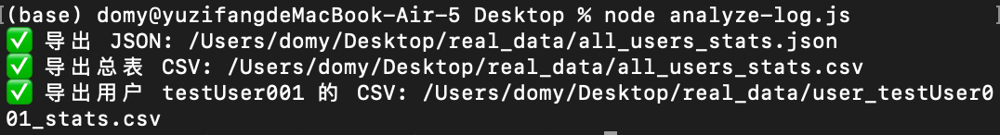 (base) domy@yuzifangdeMacBook-Air-5 Desktop % node analyze-log.js
✅ 导出 JSON: /Users/domy/Desktop/real_data/all_users_stats.json
✅ 导出总表 CSV: /Users/domy/Desktop/real_data/all_users_stats.csv
✅ 导出用户 testUser001 的 CSV: /Users/domy/Desktop/real_data/user_testUser0
01_stats.csv